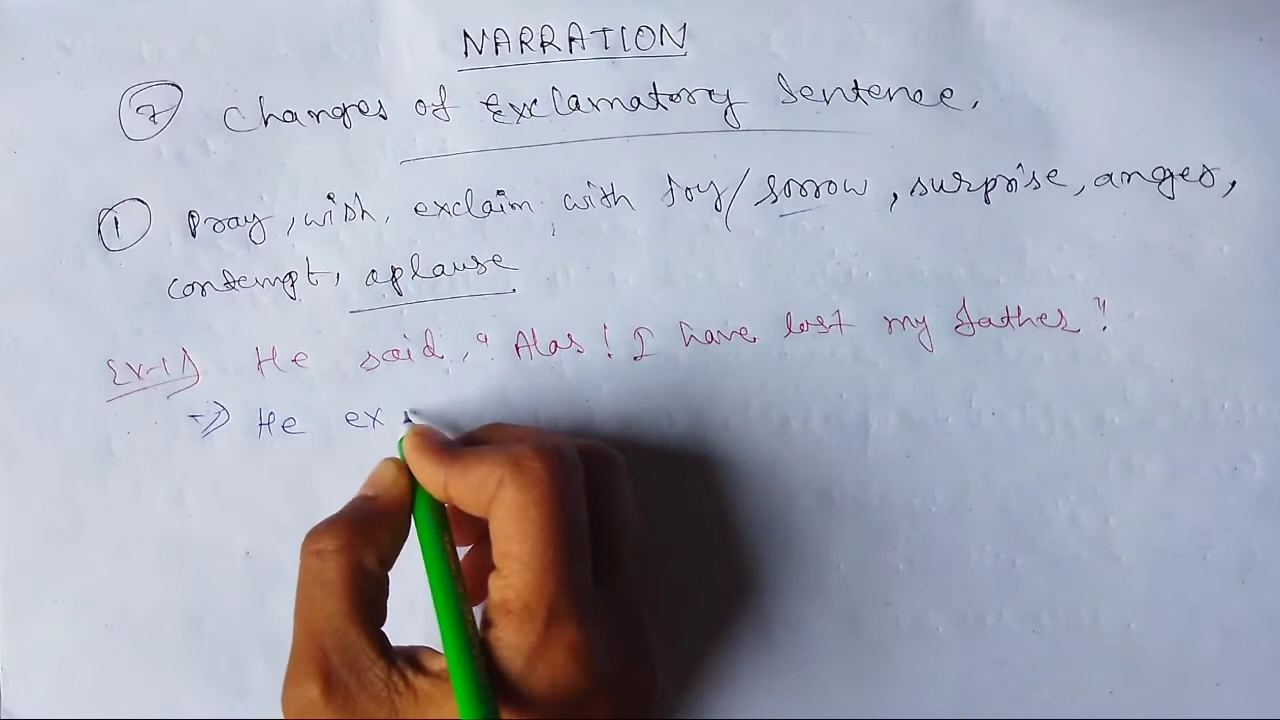 NARRATION
7 Changes of Exclamatory Sentence.
1 Pray, wish, exclaim with Joy/Sorrow, surprise, anger,
contempt, aplause
Ex-1) He said, "Alas! I have lost my father"!
⇒ He ex